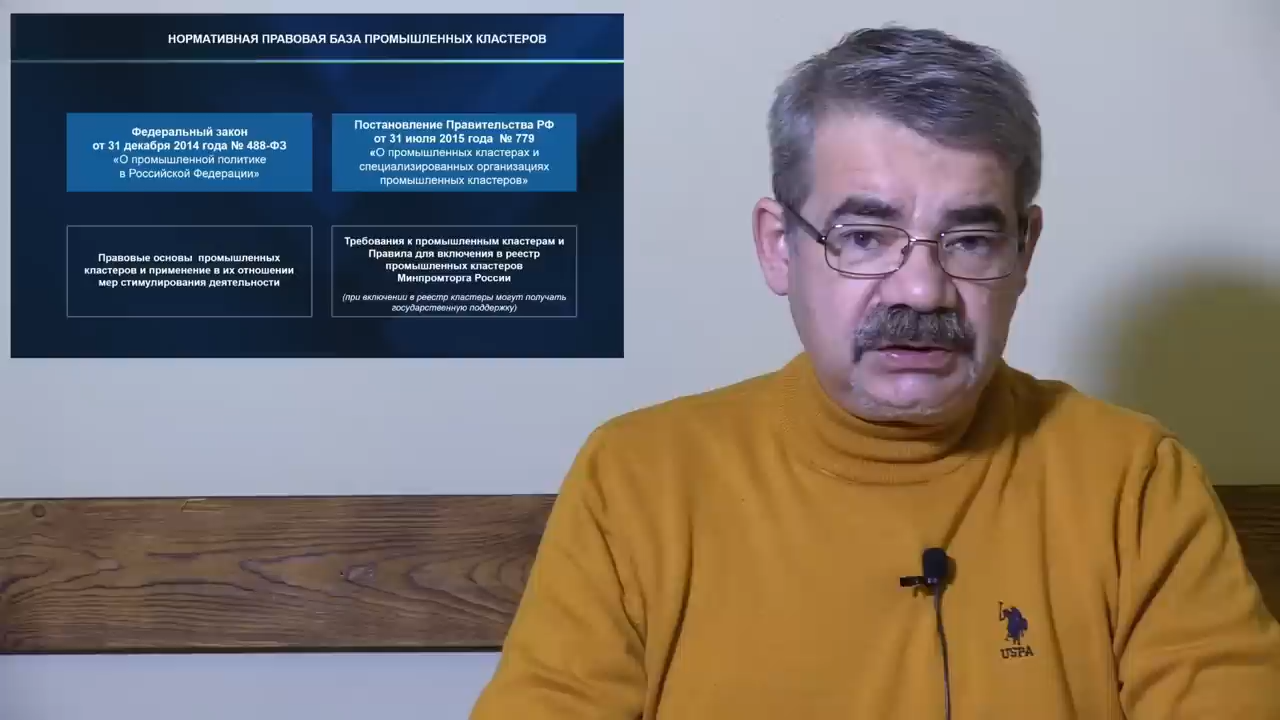 НОРМАТИВНАЯ ПРАВОВАЯ БАЗА ПРОМЫШЛЕННЫХ КЛАСТЕРОВ
Федеральный закон
от 31 декабря 2014 года № 488-ФЗ
«О промышленной политике
в Российской Федерации»
Постановление Правительства РФ
от 31 июля 2015 года № 779
«О промышленных кластерах и
специализированных организациях
промышленных кластеров»
Правовые основы промышленных
кластеров и применение в их отношении
мер стимулирования деятельности
Требования к промышленным кластерам и
Правила для включения в реестр
промышленных кластеров
Минпромторга России
(при включении в реестр кластеры могут получать
государственную поддержку)
USPA